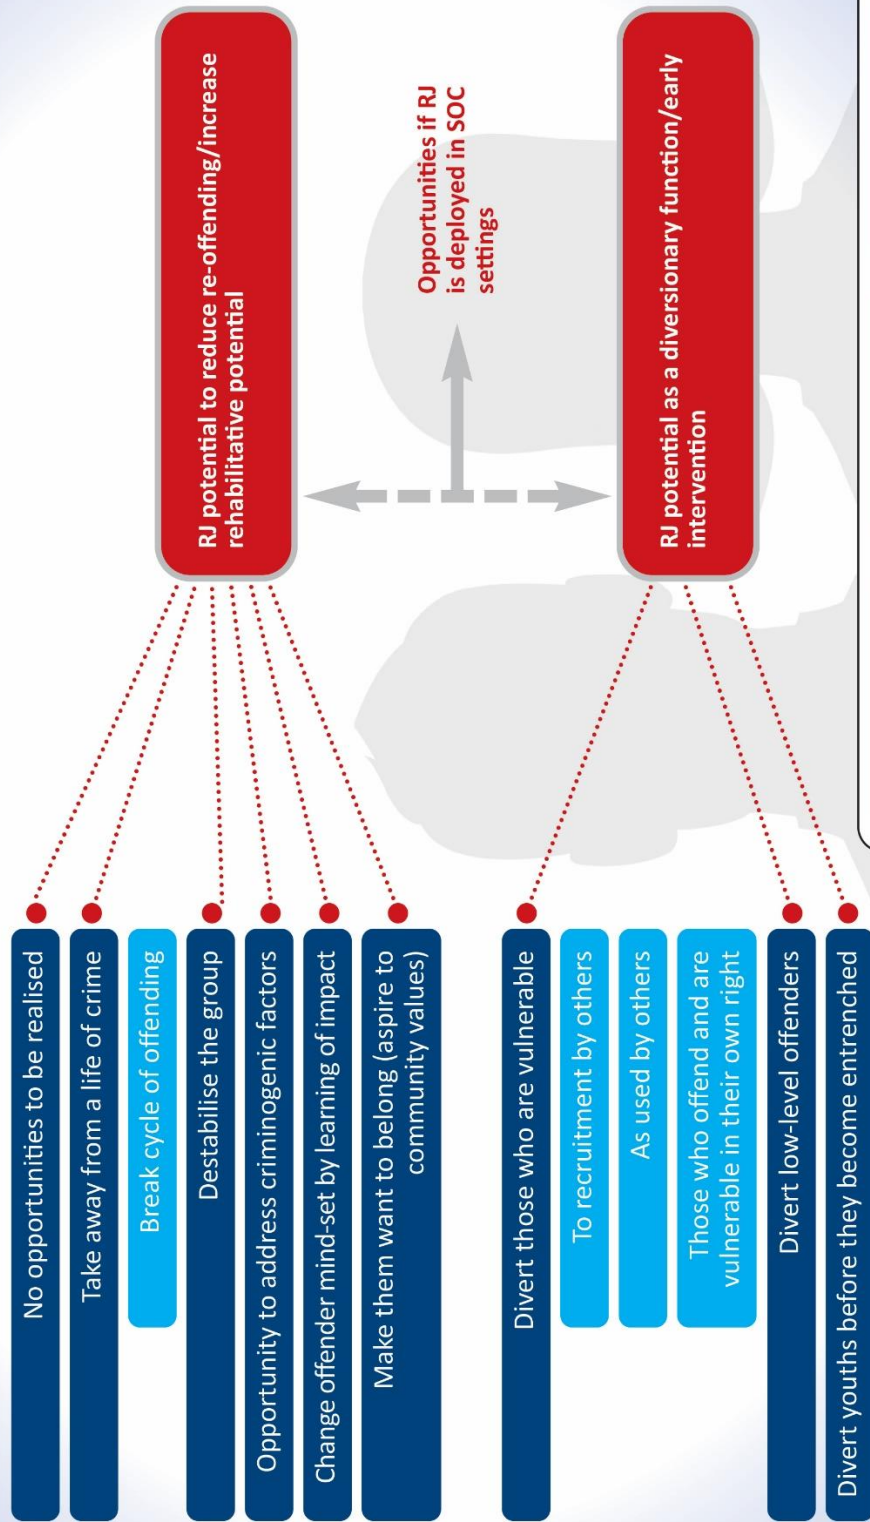 No opportunities to be realised
Take away from a life of crime
Break cycle of offending
Destabilise the group
Opportunity to address criminogenic factors
Change offender mind-set by learning of impact
Make them want to belong (aspire to
community values)
RJ potential to reduce re-offending/increase
rehabilitative potential
Opportunities if RJ
is deployed in SOC
settings
Divert those who are vulnerable
To recruitment by others
As used by others
Those who offend and are
vulnerable in their own right
Divert low-level offenders
Divert youths before they become entrenched
RJ potential as a diversionary function/early
intervention